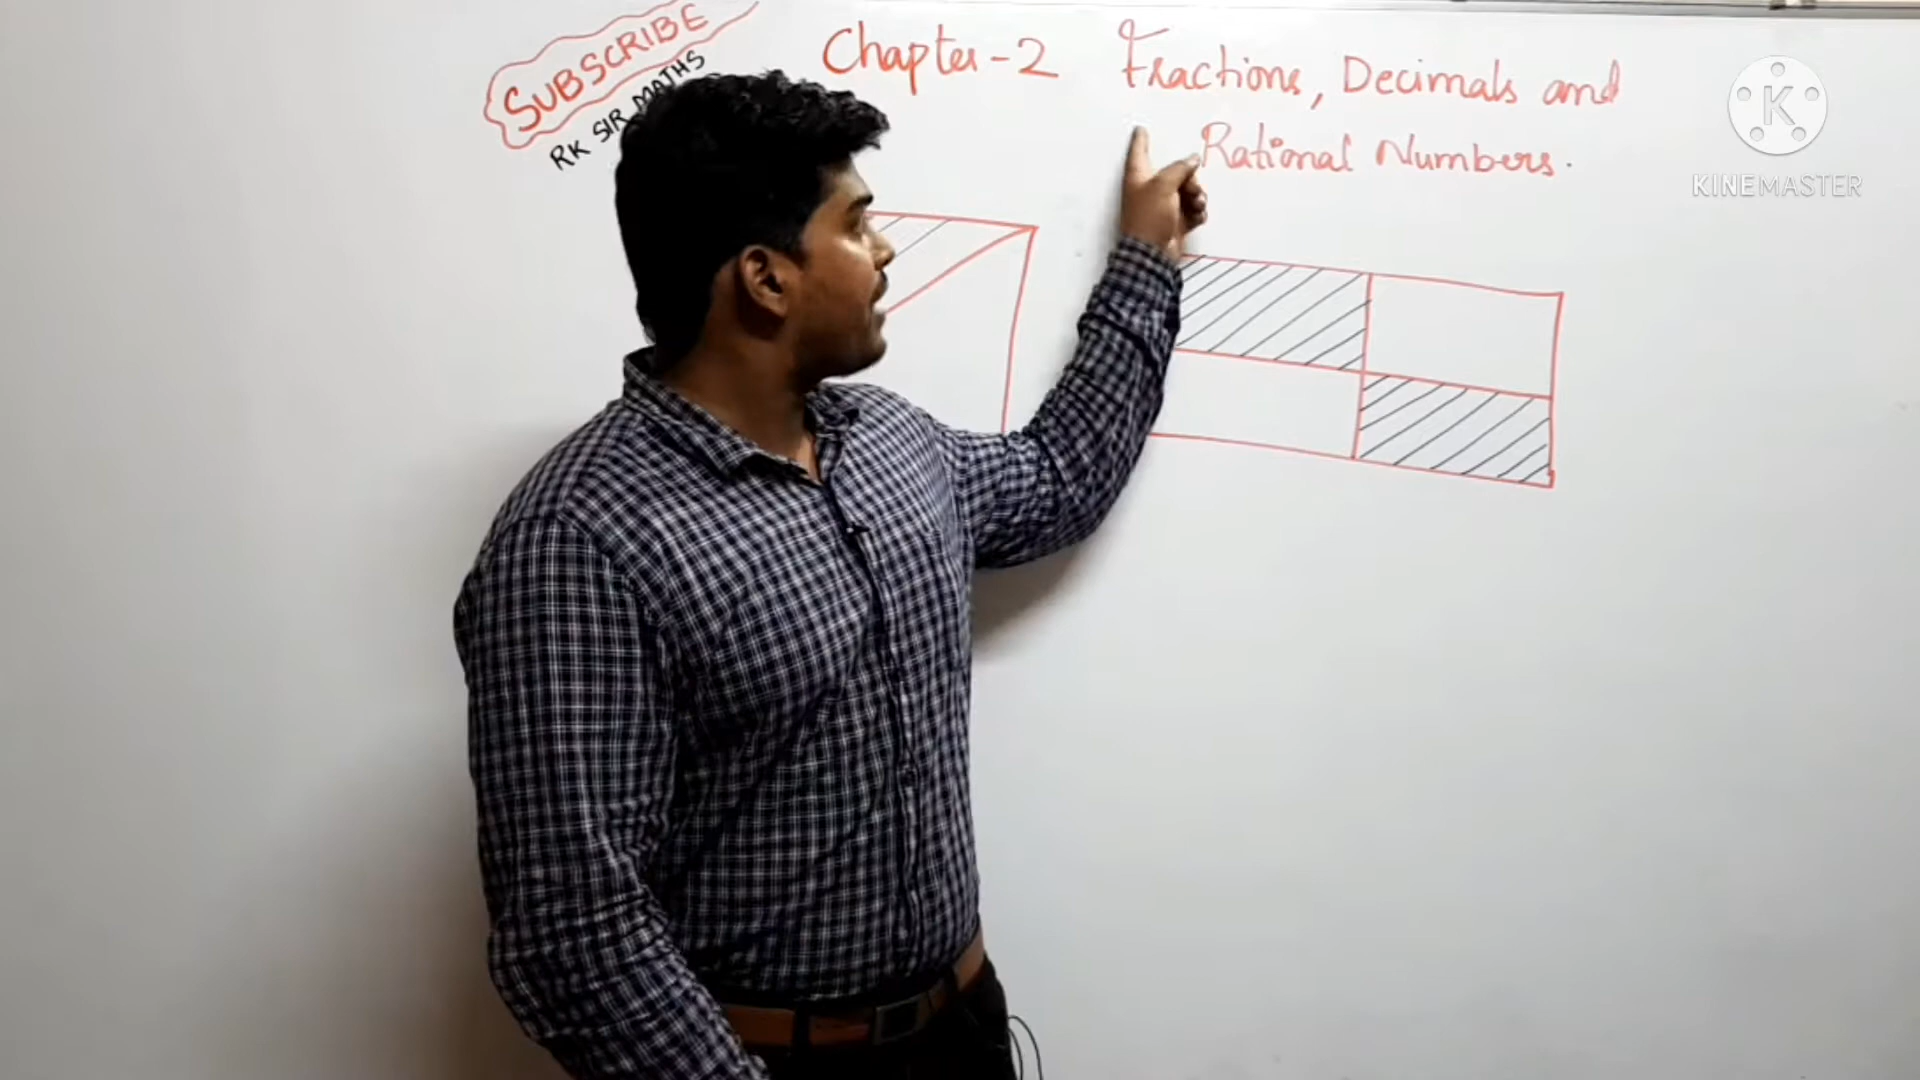 SUBSCRIBE
RK SIR MATHS
Chapter-2 Fractions, Decimals and
Rational Numbers.
K
KINEMASTER